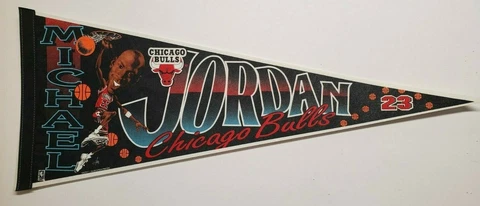 MICHAEL
CHICAGO
BULLS
JORDAN
Chicago Bulls
23